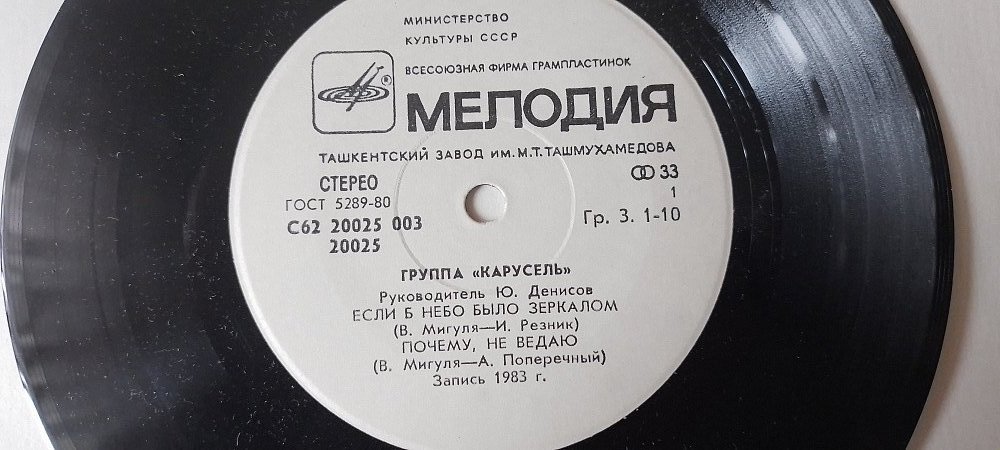 МИНИСТЕРСТВО
КУЛЬТУРЫ СССР
ВСЕСОЮЗНАЯ ФИРМА ГРАМПЛАСТИНОК
®
МЕЛОДИЯ
ТАШКЕНТСКИЙ ЗАВОД ИМ. М. Т. ТАШМУХАМЕДОВА
СТЕРЕО
ГОСТ 5289-80
С62 20025 003
20025
33
1
Гр. 3. 1-10
ГРУППА «КАРУСЕЛЬ»
Руководитель Ю. Денисов
ЕСЛИ Б НЕБО БЫЛО ЗЕРКАЛОМ
(В. Мигуля—И. Резник)
ПОЧЕМУ, НЕ ВЕДАЮ
(В. Мигуля—А. Поперечный)
Запись 1983 г.